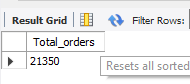 Result Grid Filter Rows:
Total_orders
21350
Resets all sorted